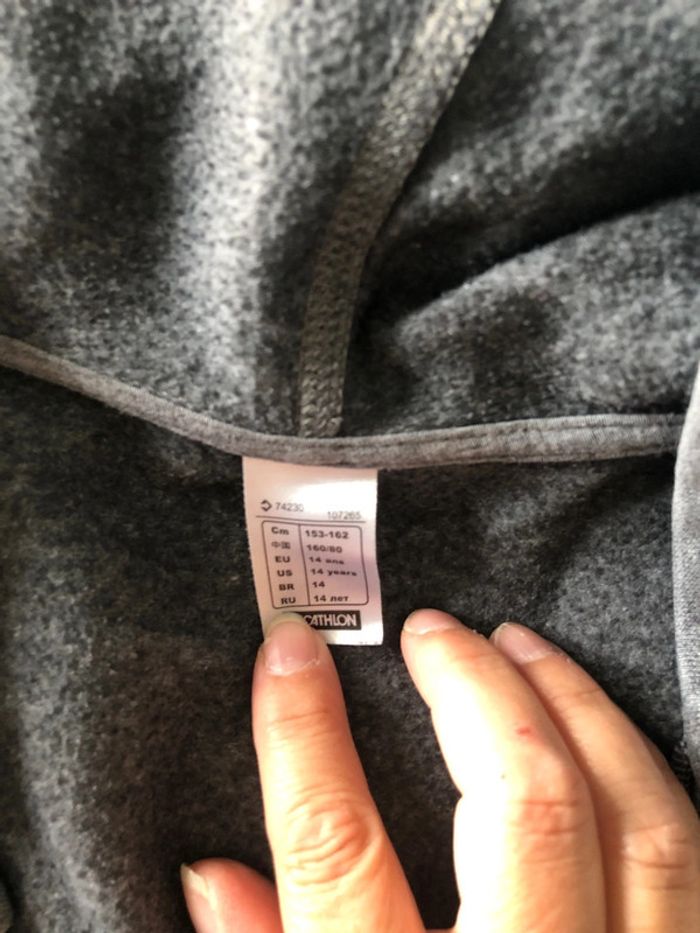 74230 107265
Cm 153-162
中国 160/80
EU 14 ans
US 14 years
BR 14
RU 14 лет
CATHLON